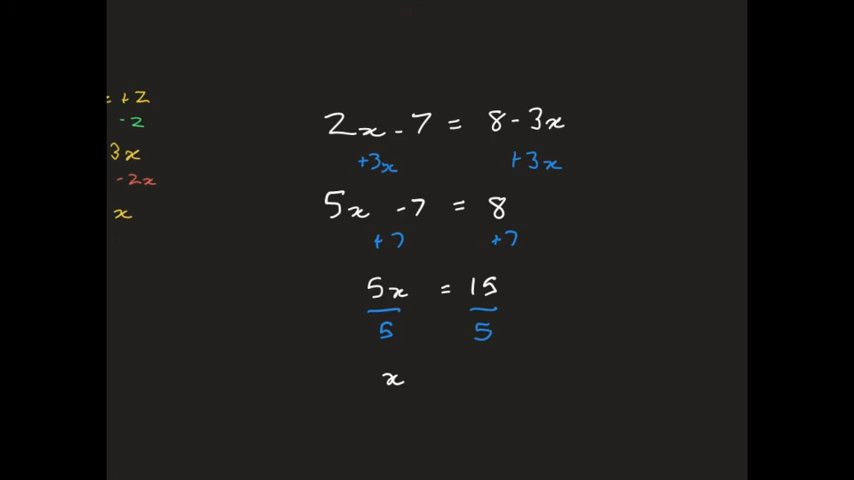 +2
-2
3x
-2x
x
2x - 7 = 8 - 3x
+3x +3x
5x - 7 = 8
+7 +7
5x = 15
5 5
x